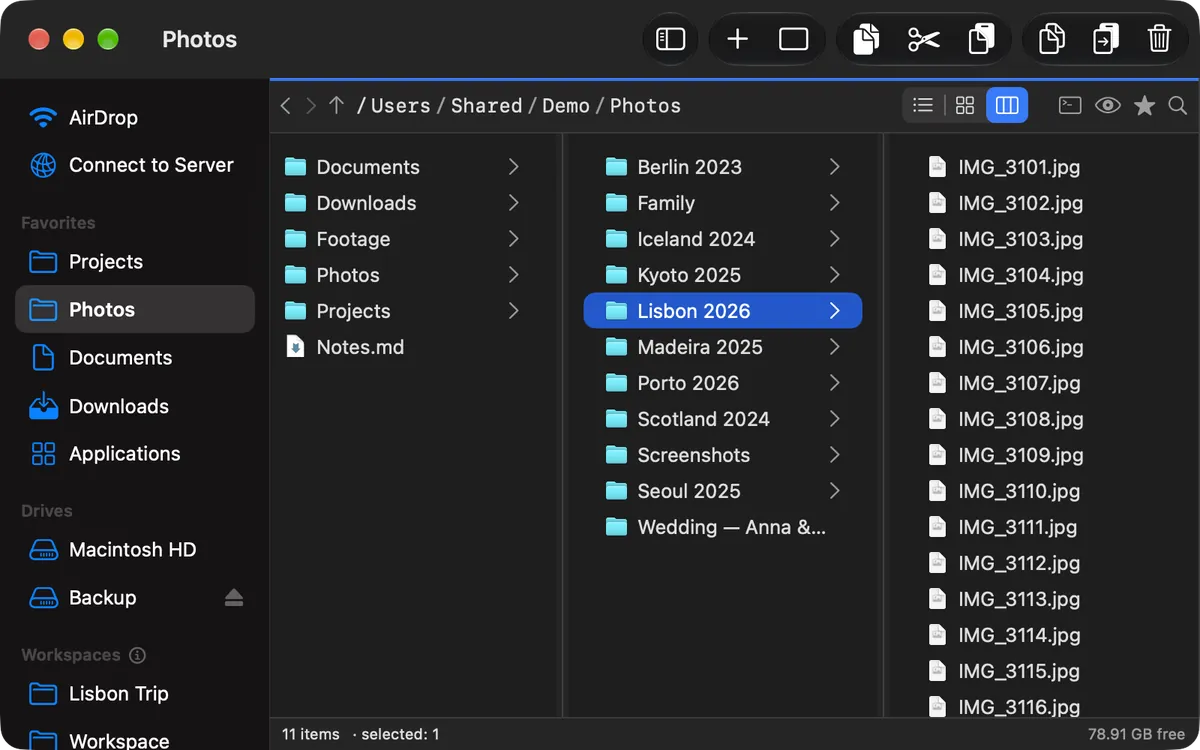 Photos
AirDrop
Connect to Server
Favorites
Projects
Photos
Documents
Downloads
Applications
Drives
Macintosh HD
Backup
Workspaces
Lisbon Trip
Workspace
/Users/Shared/Demo/Photos
Documents
Downloads
Footage
Photos
Projects
Notes.md
Berlin 2023
Family
Iceland 2024
Kyoto 2025
Lisbon 2026
Madeira 2025
Porto 2026
Scotland 2024
Screenshots
Seoul 2025
Wedding — Anna &...
IMG_3101.jpg
IMG_3102.jpg
IMG_3103.jpg
IMG_3104.jpg
IMG_3105.jpg
IMG_3106.jpg
IMG_3107.jpg
IMG_3108.jpg
IMG_3109.jpg
IMG_3110.jpg
IMG_3111.jpg
IMG_3112.jpg
IMG_3113.jpg
IMG_3114.jpg
IMG_3115.jpg
IMG_3116.jpg
11 items · selected: 1
78.91 GB free